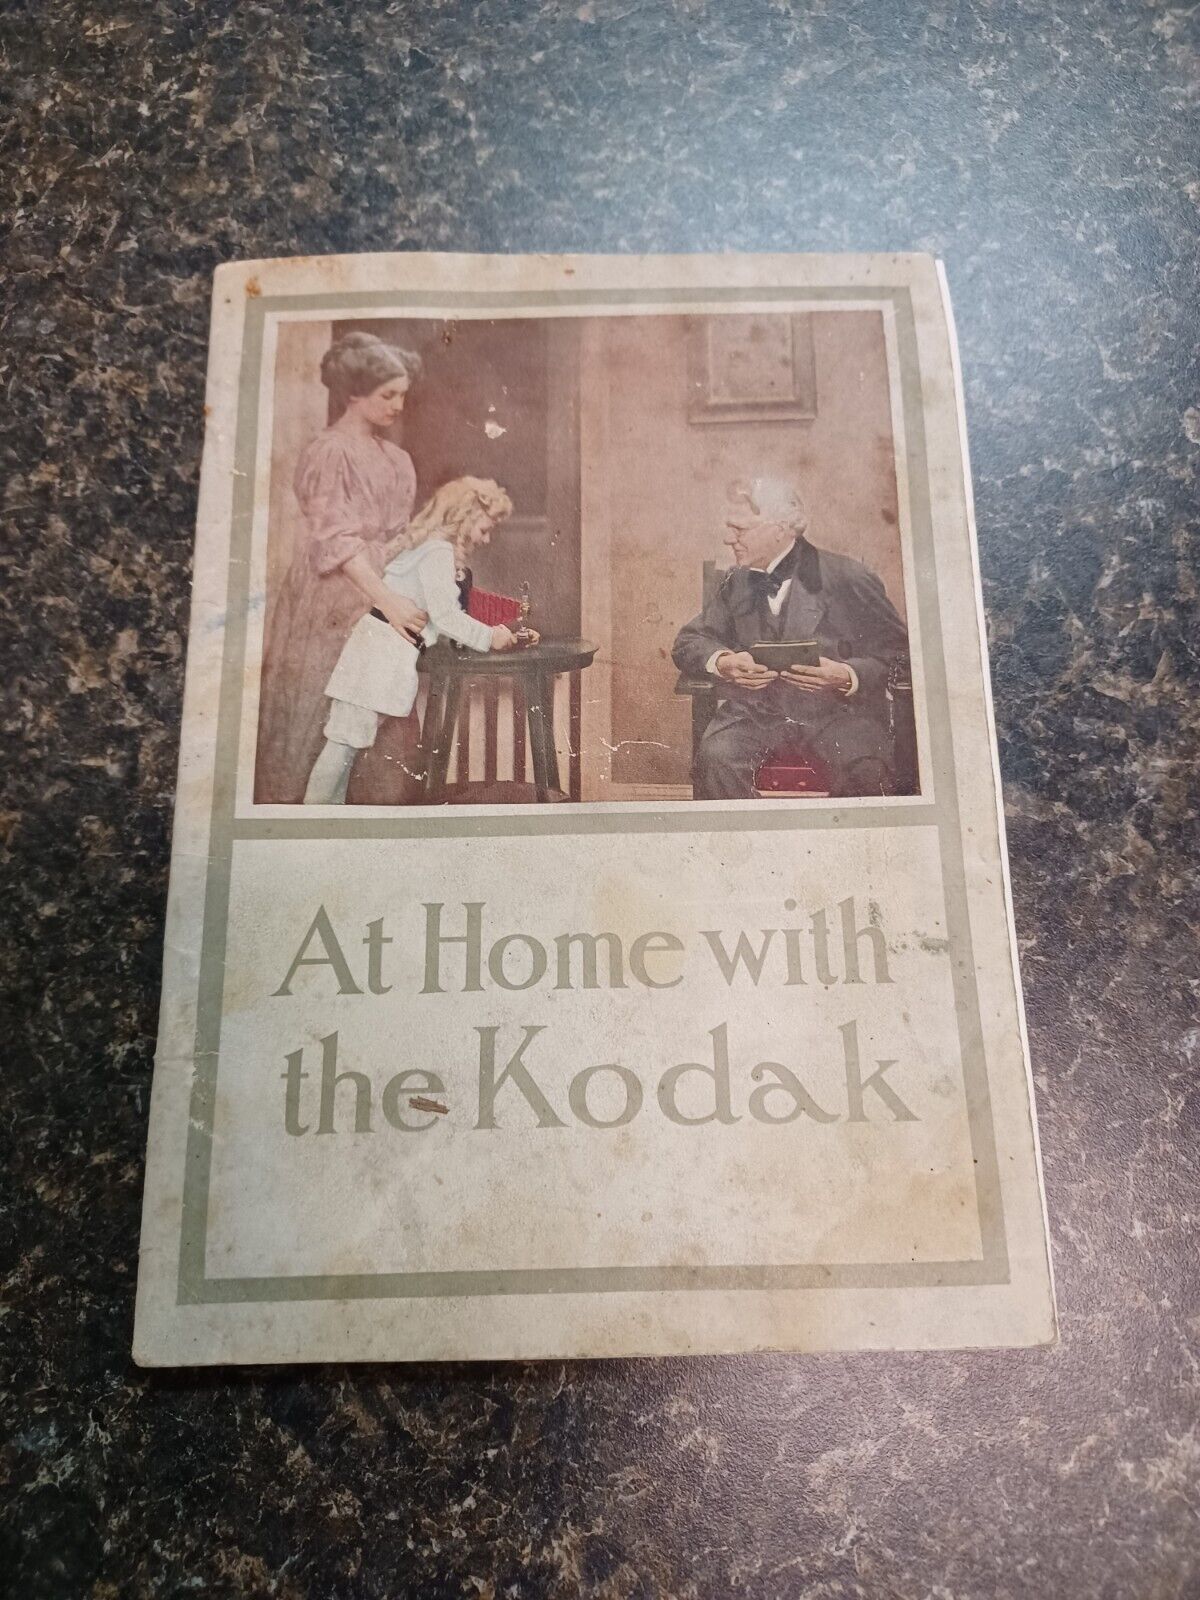 At Home with
the Kodak